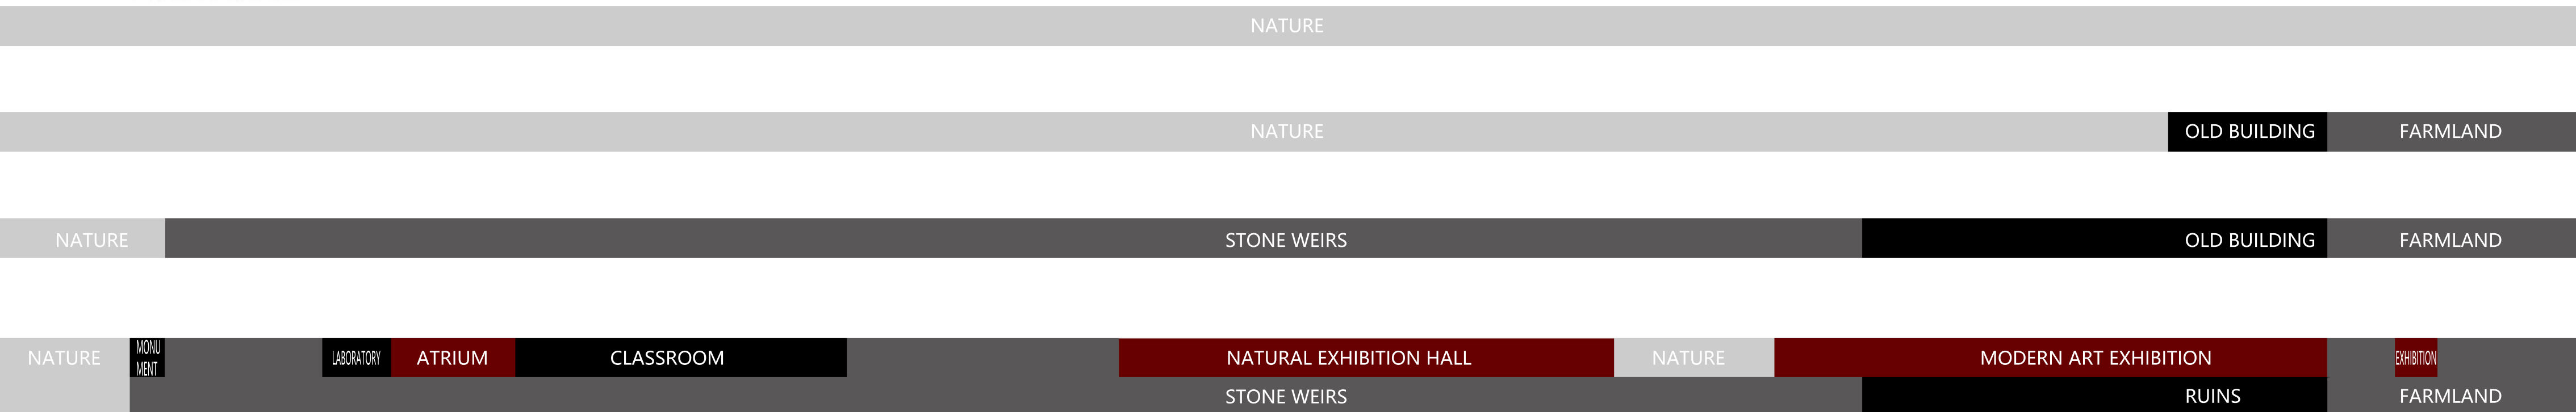 NATURE
NATURE OLD BUILDING FARMLAND
NATURE STONE WEIRS OLD BUILDING FARMLAND
NATURE MONU
MENT LABORATORY ATRIUM CLASSROOM NATURAL EXHIBITION HALL NATURE MODERN ART EXHIBITION EXHIBITION
STONE WEIRS RUINS FARMLAND